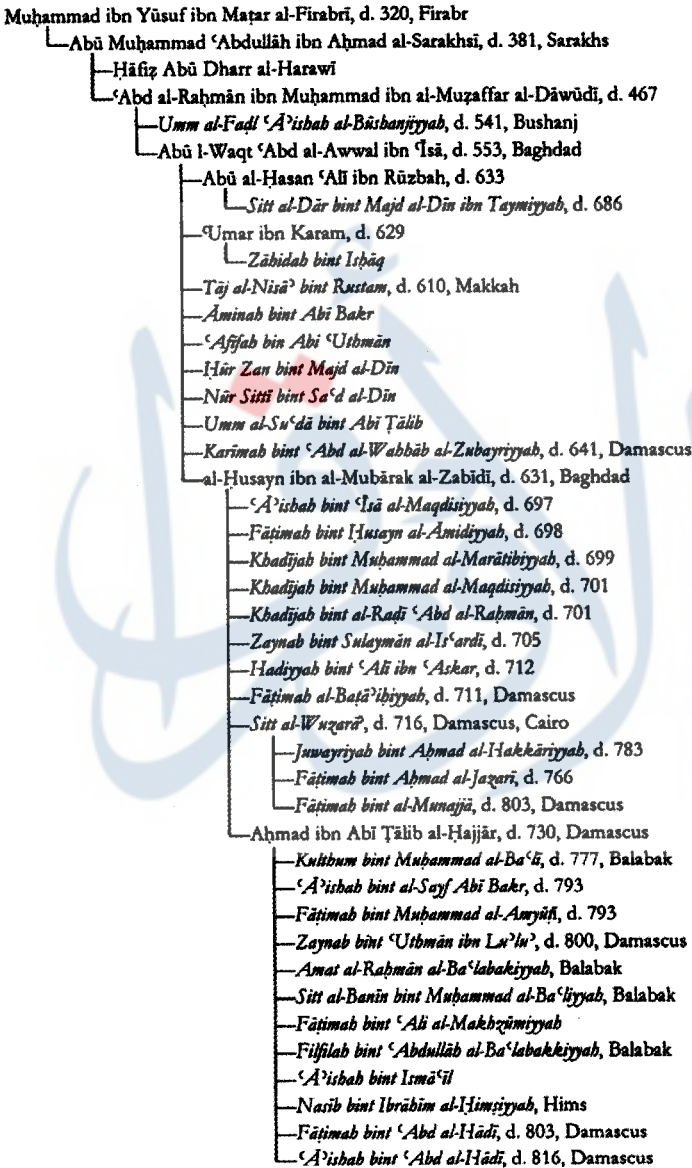 Muḥammad ibn Yūsuf ibn Maṭar al-Firabrī, d. 320, Firabr
Abū Muḥammad ʿAbdullāh ibn Aḥmad al-Sarakhsī, d. 381, Sarakhs
Ḥāfiẓ Abū Dharr al-Harawī
ʿAbd al-Raḥmān ibn Muḥammad ibn al-Muẓaffar al-Dāwūdī, d. 467
Umm al-Faḍl ʿĀʾishah al-Būshanjiyyah, d. 541, Bushanj
Abū l-Waqt ʿAbd al-Awwal ibn ʿĪsā, d. 553, Baghdad
Abū al-Ḥasan ʿAlī ibn Rūzbah, d. 633
Sitt al-Dār bint Majd al-Dīn ibn Taymiyyah, d. 686
ʿUmar ibn Karam, d. 629
Zāhidah bint Isḥāq
Tāj al-Nisāʾ bint Rustam, d. 610, Makkah
Āminah bint Abī Bakr
ʿAfīfah bin Abi ʿUthmān
Ḥūr Zan bint Majd al-Dīn
Nūr Sittī bint Saʿd al-Dīn
Umm al-Suʿdā bint Abī Ṭālib
Karīmah bint ʿAbd al-Wahhāb al-Zubayriyyah, d. 641, Damascus
al-Ḥusayn ibn al-Mubārak al-Zabīdī, d. 631, Baghdad
ʿĀʾishah bint ʿĪsā al-Maqdisiyyah, d. 697
Fāṭimah bint Ḥusayn al-Āmidiyyah, d. 698
Khadījah bint Muḥammad al-Marātibiyyah, d. 699
Khadījah bint Muḥammad al-Maqdisiyyah, d. 701
Khadījah bint al-Raḍī ʿAbd al-Raḥmān, d. 701
Zaynab bint Sulaymān al-Isʿardī, d. 705
Hadiyyah bint ʿAlī ibn ʿAskar, d. 712
Fāṭimah al-Baṭāʾiḥiyyah, d. 711, Damascus
Sitt al-Wuzarāʾ, d. 716, Damascus, Cairo
Juwayriyah bint Aḥmad al-Hakkāriyyah, d. 783
Fāṭimah bint Aḥmad al-Jazarī, d. 766
Fāṭimah bint al-Munajjā, d. 803, Damascus
Aḥmad ibn Abī Ṭālib al-Ḥajjār, d. 730, Damascus
Kulthum bint Muḥammad al-Baʿlī, d. 777, Balabak
ʿĀʾishah bint al-Sayf Abī Bakr, d. 793
Fāṭimah bint Muḥammad al-Amyūṭī, d. 793
Zaynab bint ʿUthmān ibn Luʾluʾ, d. 800, Damascus
Amat al-Raḥmān al-Baʿlabakiyyah, Balabak
Sitt al-Banīn bint Muḥammad al-Baʿliyyah, Balabak
Fāṭimah bint ʿAli al-Makhzūmiyyah
Filfilah bint ʿAbdullāh al-Baʿlabakkiyyah, Balabak
ʿĀʾishah bint Ismāʿīl
Nasīb bint Ibrāhīm al-Ḥimṣiyyah, Hims
Fāṭimah bint ʿAbd al-Hādī, d. 803, Damascus
ʿĀʾishah bint ʿAbd al-Hādī, d. 816, Damascus